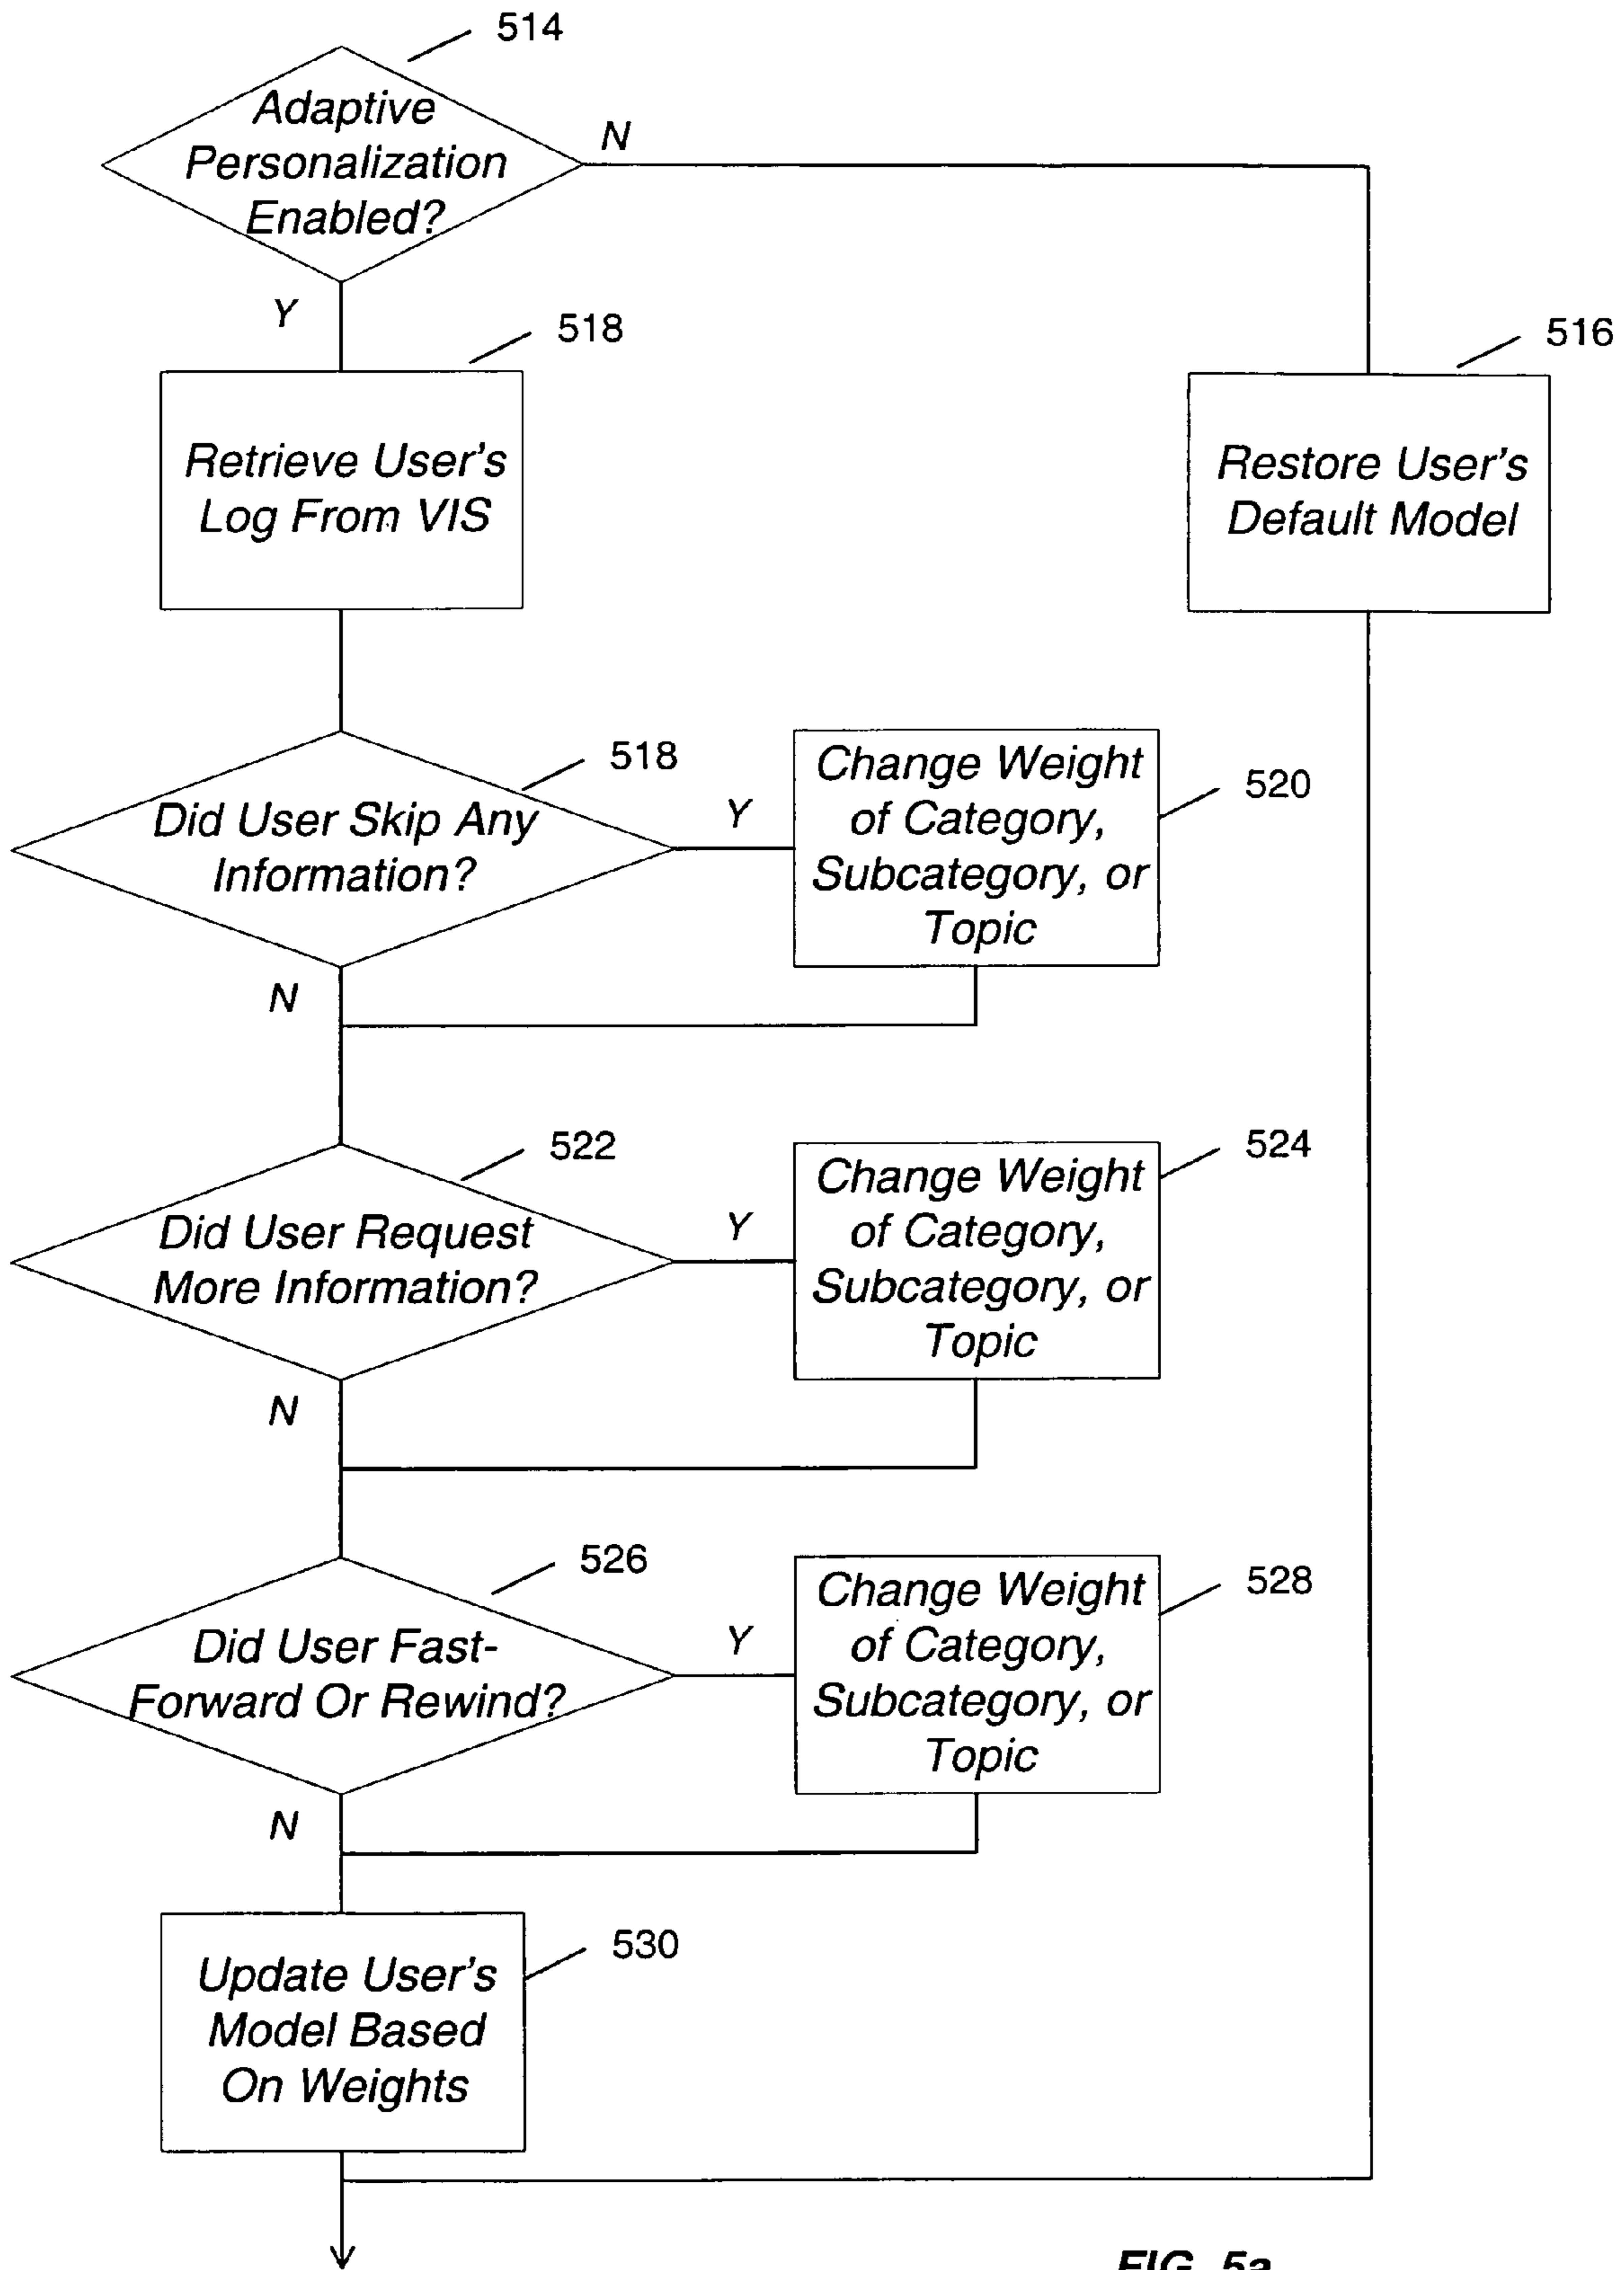 514
Adaptive
Personalization
Enabled?
N
Y
518
516
Retrieve User's
Log From VIS
Restore User's
Default Model
518
Did User Skip Any
Information?
Y
Change Weight
of Category,
Subcategory, or
Topic
520
N
522
Did User Request
More Information?
Y
Change Weight
of Category,
Subcategory, or
Topic
524
N
526
Did User Fast-
Forward Or Rewind?
Y
Change Weight
of Category,
Subcategory, or
Topic
528
N
530
Update User's
Model Based
On Weights
FIG. 5a